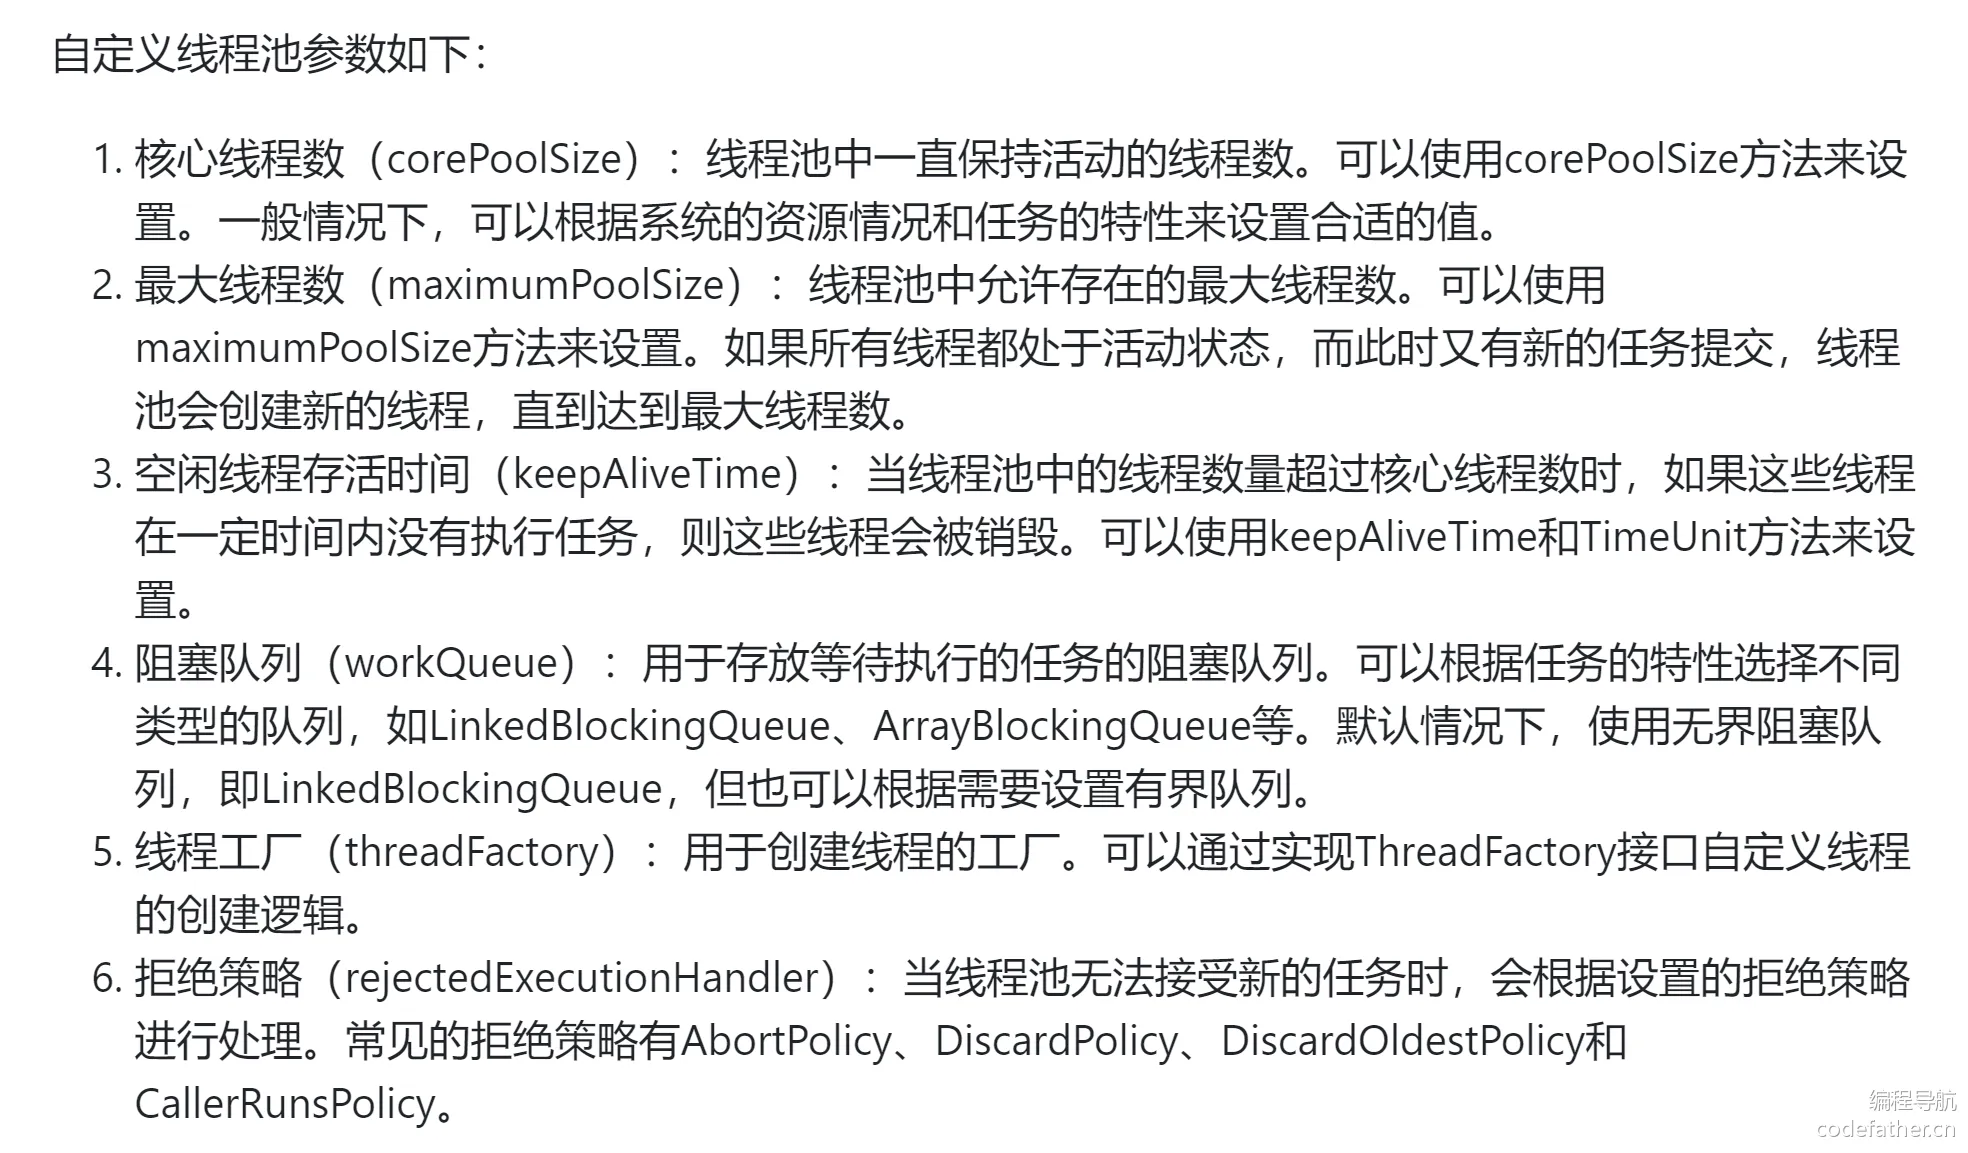 自定义线程池参数如下：
1. 核心线程数（corePoolSize）：线程池中一直保持活动的线程数。可以使用corePoolSize方法来设
置。一般情况下，可以根据系统的资源情况和任务的特性来设置合适的值。
2. 最大线程数（maximumPoolSize）：线程池中允许存在的最大线程数。可以使用
maximumPoolSize方法来设置。如果所有线程都处于活动状态，而此时又有新的任务提交，线程
池会创建新的线程，直到达到最大线程数。
3. 空闲线程存活时间（keepAliveTime）：当线程池中的线程数量超过核心线程数时，如果这些线程
在一定时间内没有执行任务，则这些线程会被销毁。可以使用keepAliveTime和TimeUnit方法来设
置。
4. 阻塞队列（workQueue）：用于存放等待执行的任务的阻塞队列。可以根据任务的特性选择不同
类型的队列，如LinkedBlockingQueue、ArrayBlockingQueue等。默认情况下，使用无界阻塞队
列，即LinkedBlockingQueue，但也可以根据需要设置有界队列。
5. 线程工厂（threadFactory）：用于创建线程的工厂。可以通过实现ThreadFactory接口自定义线程
的创建逻辑。
6. 拒绝策略（rejectedExecutionHandler）：当线程池无法接受新的任务时，会根据设置的拒绝策略
进行处理。常见的拒绝策略有AbortPolicy、DiscardPolicy、DiscardOldestPolicy和
CallerRunsPolicy。
编程导航
codefather.cn